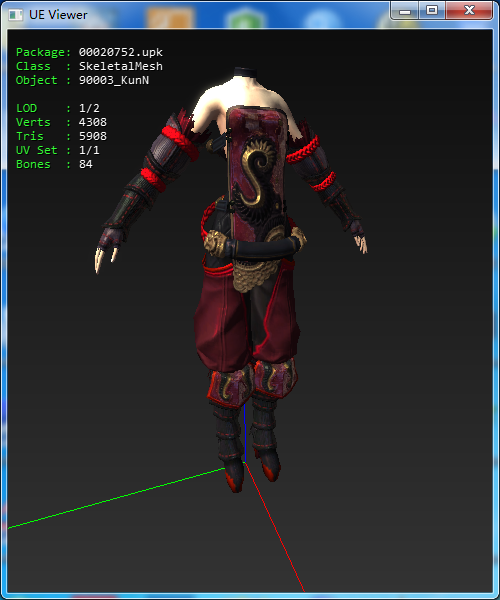 UE Viewer
Package: 00020752.upk
Class  : SkeletalMesh
Object : 90003_KunN
LOD    : 1/2
Verts  : 4308
Tris   : 5908
UV Set : 1/1
Bones  : 84